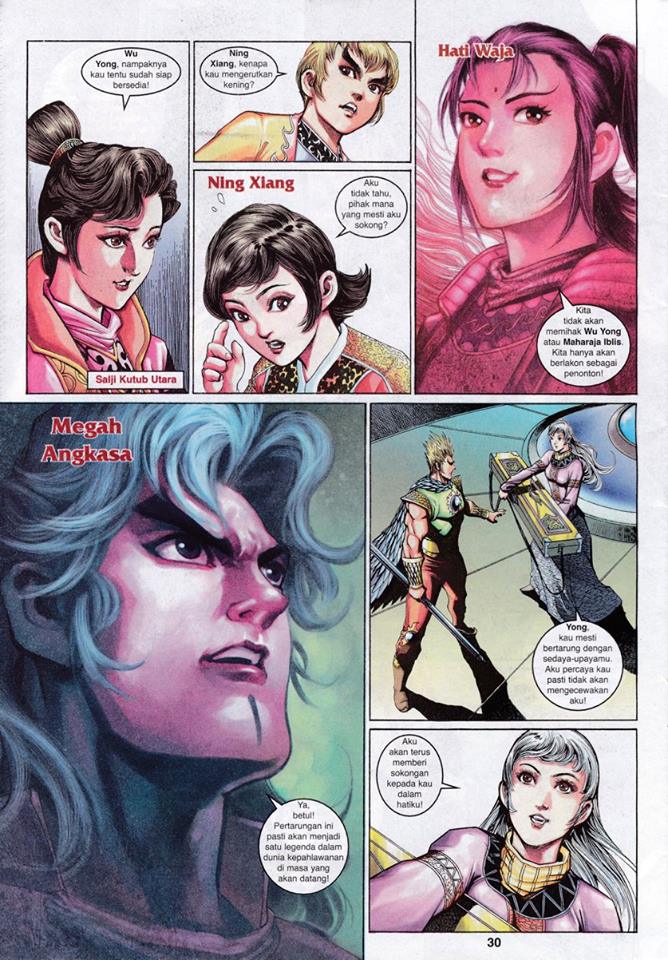 Wu
Yong, nampaknya
kau tentu sudah siap
bersedia!
Salji Kutub Utara
Ning
Xiang, kenapa
kau mengerutkan
kening?
Ning Xiang
Aku
tidak tahu,
pihak mana
yang mesti aku
sokong?
Hati Waja
Kita
tidak akan
memihak Wu Yong
atau Maharaja Iblis.
Kita hanya akan
berlakon sebagai
penonton!
Megah
Angkasa
Ya,
betul!
Pertarungan ini
pasti akan menjadi
satu legenda dalam
dunia kepahlawanan
di masa yang
akan datang!
Yong,
kau mesti
bertarung dengan
sedaya-upayamu.
Aku percaya kau
pasti tidak akan
mengecewakan
aku!
Aku
akan terus
memberi
sokongan
kepada kau
dalam
hatiku!
30